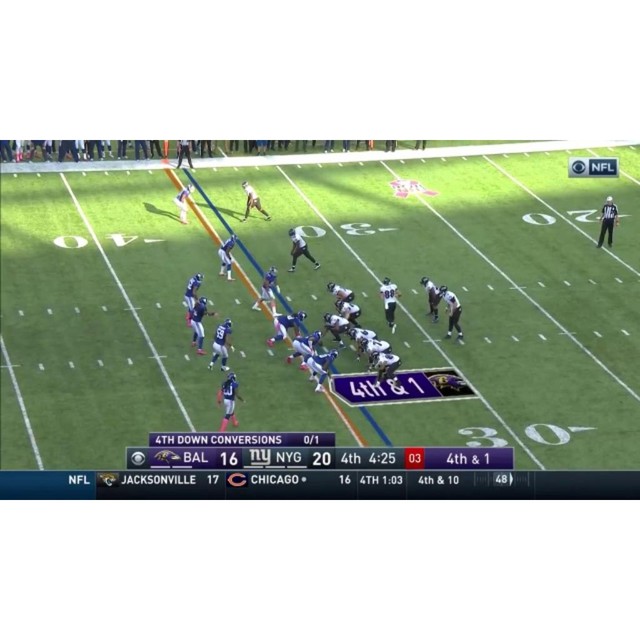 NFL
40
30
20
88
4th & 1
30
4TH DOWN CONVERSIONS 0/1
BAL 16 NYG 20 4th 4:25 03 4th & 1
NFL JACKSONVILLE 17 CHICAGO 16 4TH 1:03 4th & 10 48